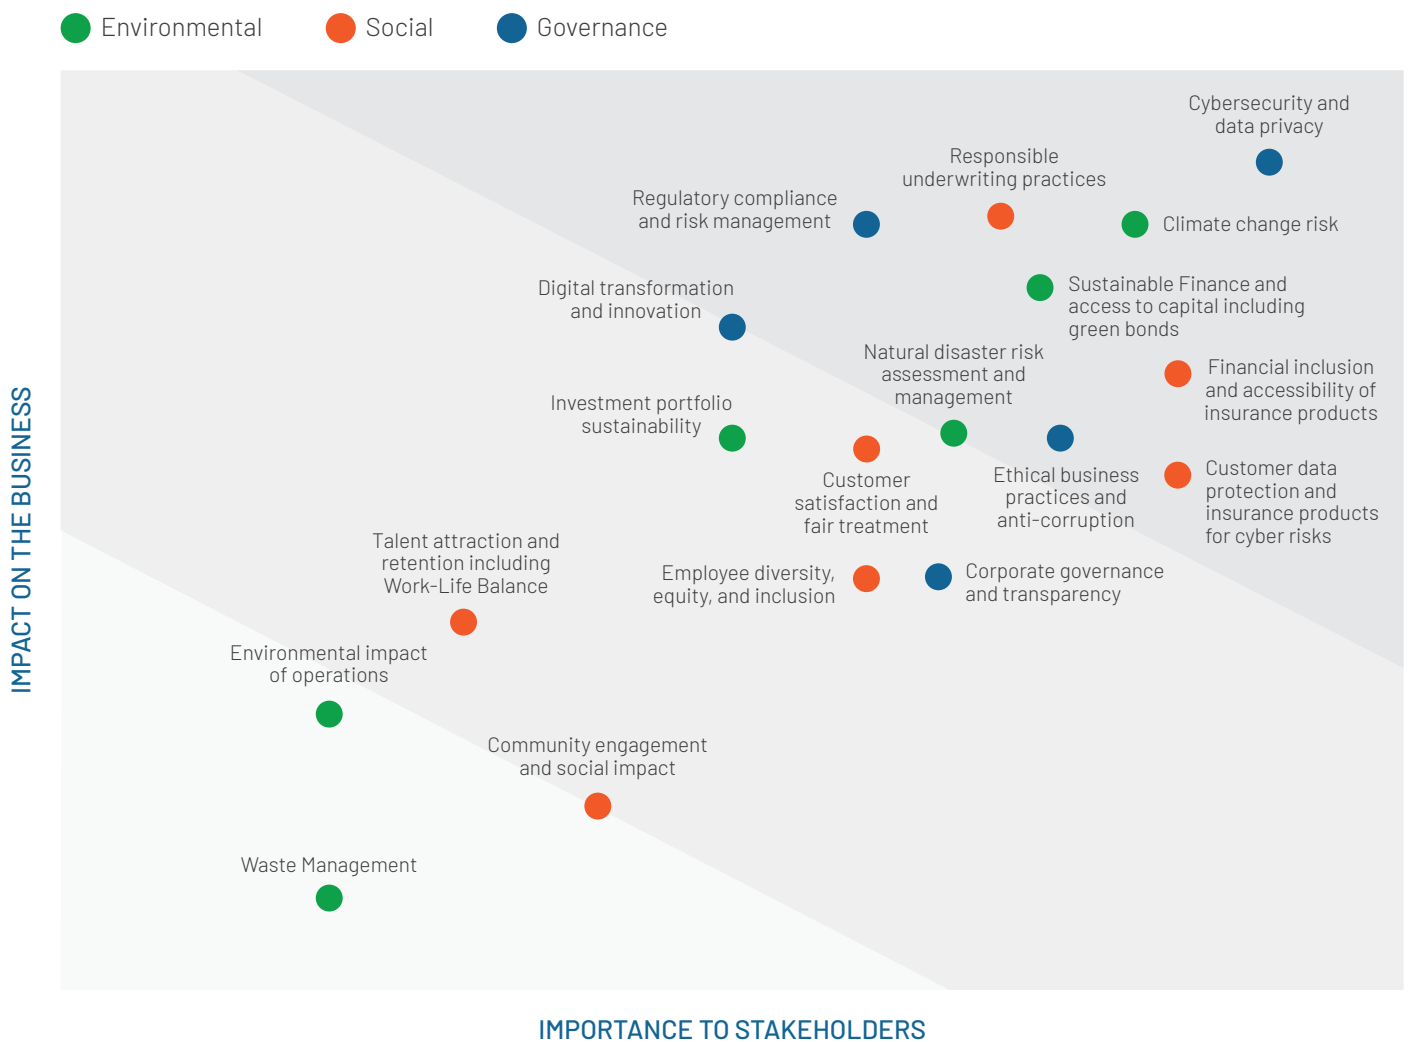 Environmental
Social
Governance
Cybersecurity and
data privacy
Responsible
underwriting practices
Regulatory compliance
and risk management
Climate change risk
Digital transformation
and innovation
Sustainable Finance and
access to capital including
green bonds
Natural disaster risk
assessment and
management
Financial inclusion
and accessibility of
insurance products
Investment portfolio
sustainability
Customer
satisfaction and
fair treatment
Ethical business
practices and
anti-corruption
Customer data
protection and
insurance products
for cyber risks
Talent attraction and
retention including
Work-Life Balance
Employee diversity,
equity, and inclusion
Corporate governance
and transparency
Environmental impact
of operations
Community engagement
and social impact
Waste Management
IMPACT ON THE BUSINESS
IMPORTANCE TO STAKEHOLDERS